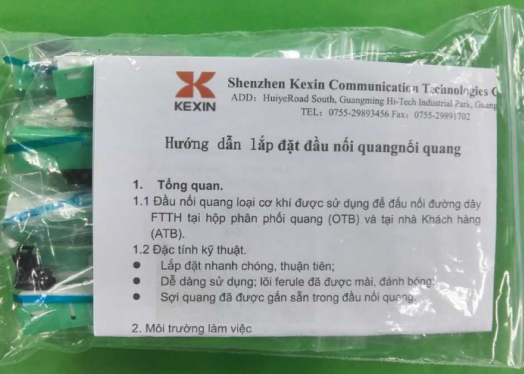 KEXIN
Shenzhen Kexin Communication Technologies
ADD: HuiyeRoad South, Guangming Hi-Tech Industrial Park,
TEL: 0755-29893456 Fax: 0755-29891702
Hướng dẫn lắp đặt đầu nối quangnối quang
1. Tổng quan.
1.1 Đầu nối quang loại cơ khí được sử dụng để đấu nối đường dây
FTTH tại hộp phân phối quang (OTB) và tại nhà Khách hàng
(ATB).
1.2 Đặc tính kỹ thuật.
● Lắp đặt nhanh chóng, thuận tiên;
● Dễ dàng sử dụng; lõi ferule đã được mài, đánh bóng;
● Sợi quang đã được gắn sẵn trong đầu nối quang.
2. Môi trường làm việc